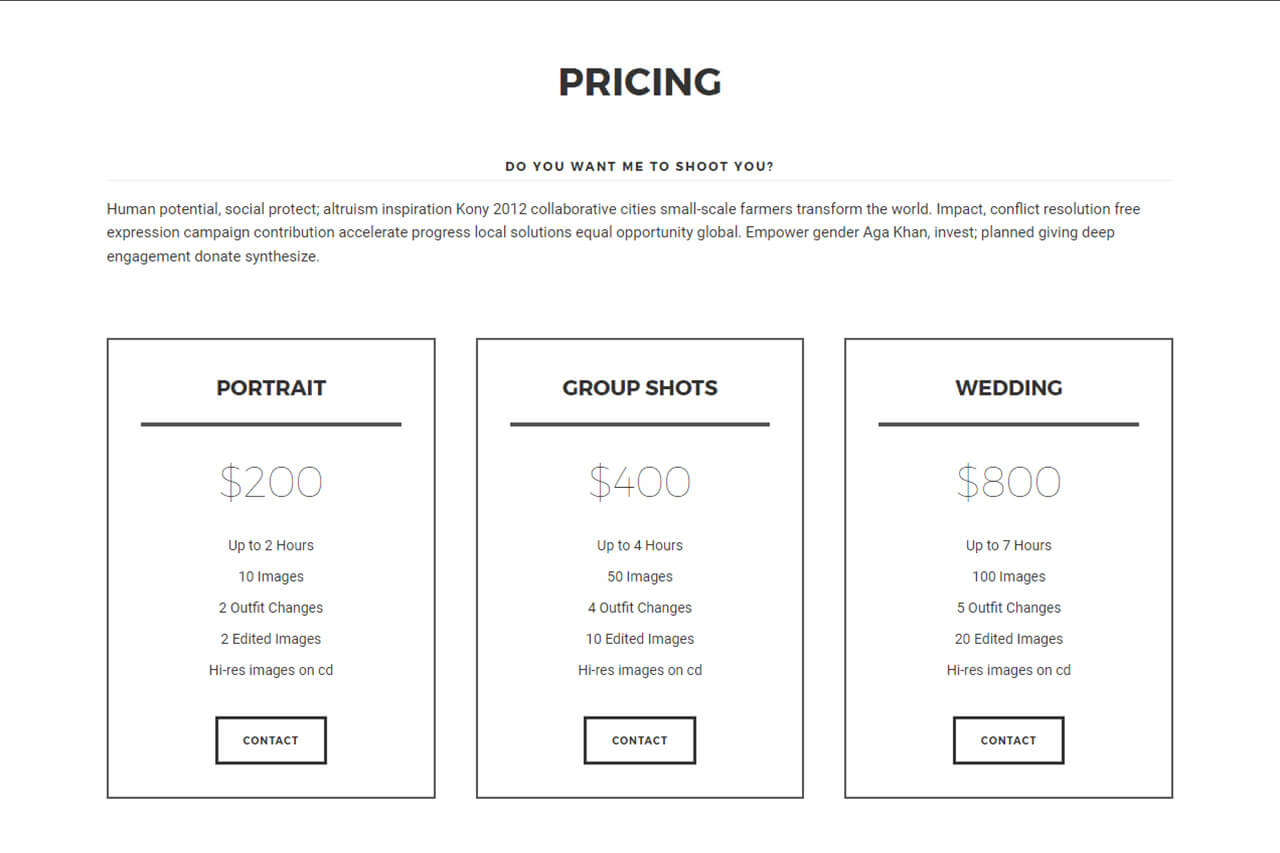 PRICING
DO YOU WANT ME TO SHOOT YOU?
Human potential, social protect; altruism inspiration Kony 2012 collaborative cities small-scale farmers transform the world. Impact, conflict resolution free
expression campaign contribution accelerate progress local solutions equal opportunity global. Empower gender Aga Khan, invest; planned giving deep
engagement donate synthesize.
PORTRAIT
$200
Up to 2 Hours
10 Images
2 Outfit Changes
2 Edited Images
Hi-res images on cd
CONTACT
GROUP SHOTS
$400
Up to 4 Hours
50 Images
4 Outfit Changes
10 Edited Images
Hi-res images on cd
CONTACT
WEDDING
$800
Up to 7 Hours
100 Images
5 Outfit Changes
20 Edited Images
Hi-res images on cd
CONTACT